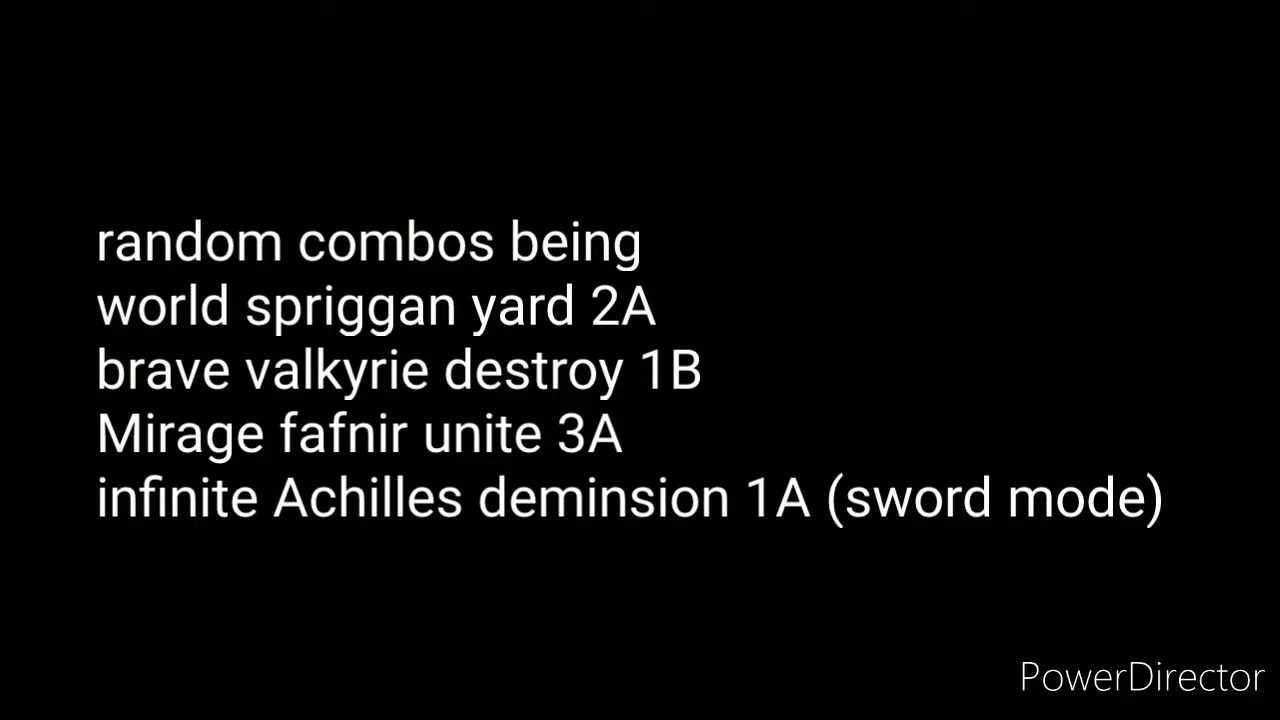 random combos being
world spriggan yard 2A
brave valkyrie destroy 1B
Mirage fafnir unite 3A
infinite Achilles deminsion 1A (sword mode)
PowerDirector